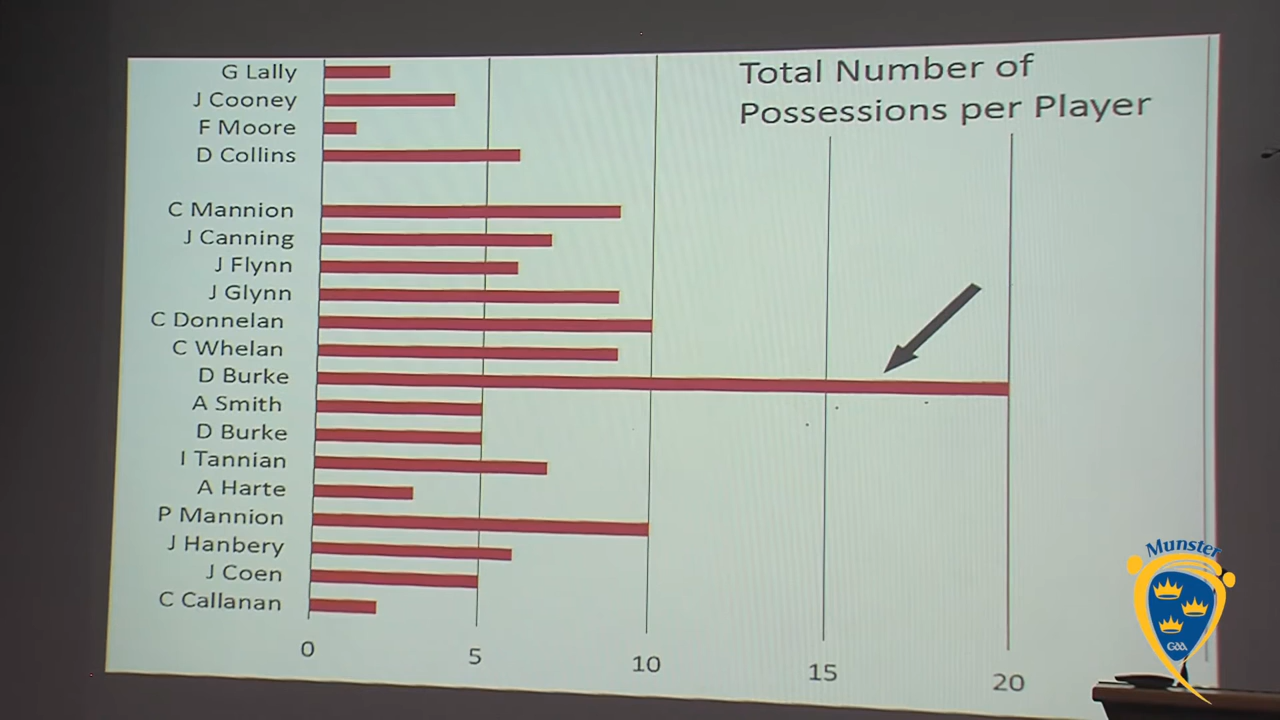 Total Number of
Possessions per Player
G Lally
J Cooney
F Moore
D Collins
C Mannion
J Canning
J Flynn
J Glynn
C Donnelan
C Whelan
D Burke
A Smith
D Burke
I Tannian
A Harte
P Mannion
J Hanbery
J Coen
C Callanan
0 5 10 15 20
Munster
GAA